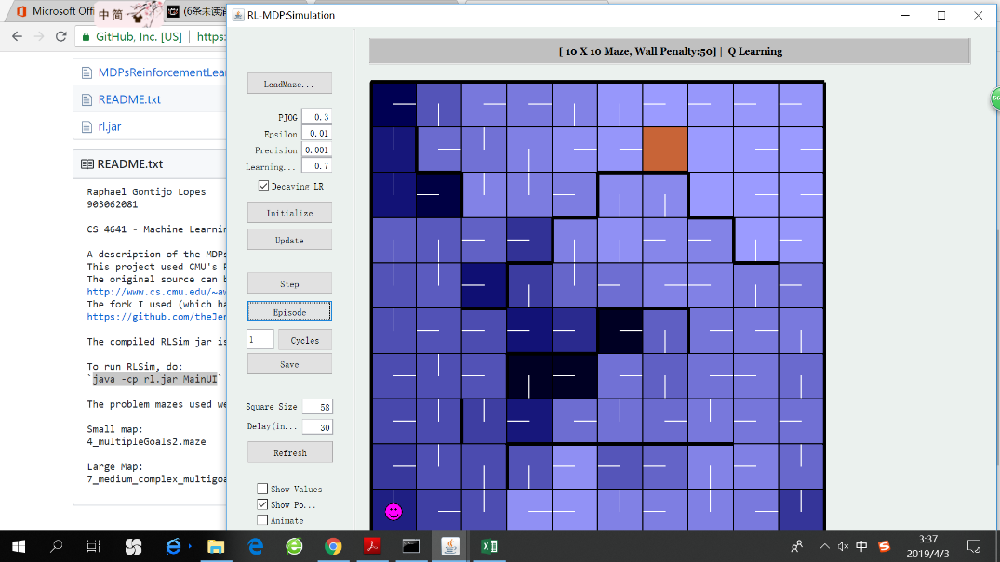 Microsoft Offi
中简
(6条未读消
RL-MDP:Simulation
GitHub, Inc. [US]
https:
MDPsReinforcementLear
README.txt
rl.jar
README.txt
Raphael Gontijo Lopes
903062081
CS 4641 - Machine Learnin
A description of the MDPs
This project used CMU's R
The original source can b
http://www.cs.cmu.edu/~aw
The fork I used (which ha
https://github.com/theJer
The compiled RLSim jar is
To run RLSim, do:
`java -cp rl.jar MainUI`
The problem mazes used we
Small map:
4_multipleGoals2.maze
Large Map:
7_medium_complex_multigoa
[ 10 X 10 Maze, Wall Penalty:50] | Q Learning
LoadMaze...
PJOG 0.3
Epsilon 0.01
Precision 0.001
Learning... 0.7
Decaying LR
Initialize
Update
Step
Episode
1 Cycles
Save
Square Size 58
Delay(in... 30
Refresh
Show Values
Show Po...
Animate
中
3:37
2019/4/3